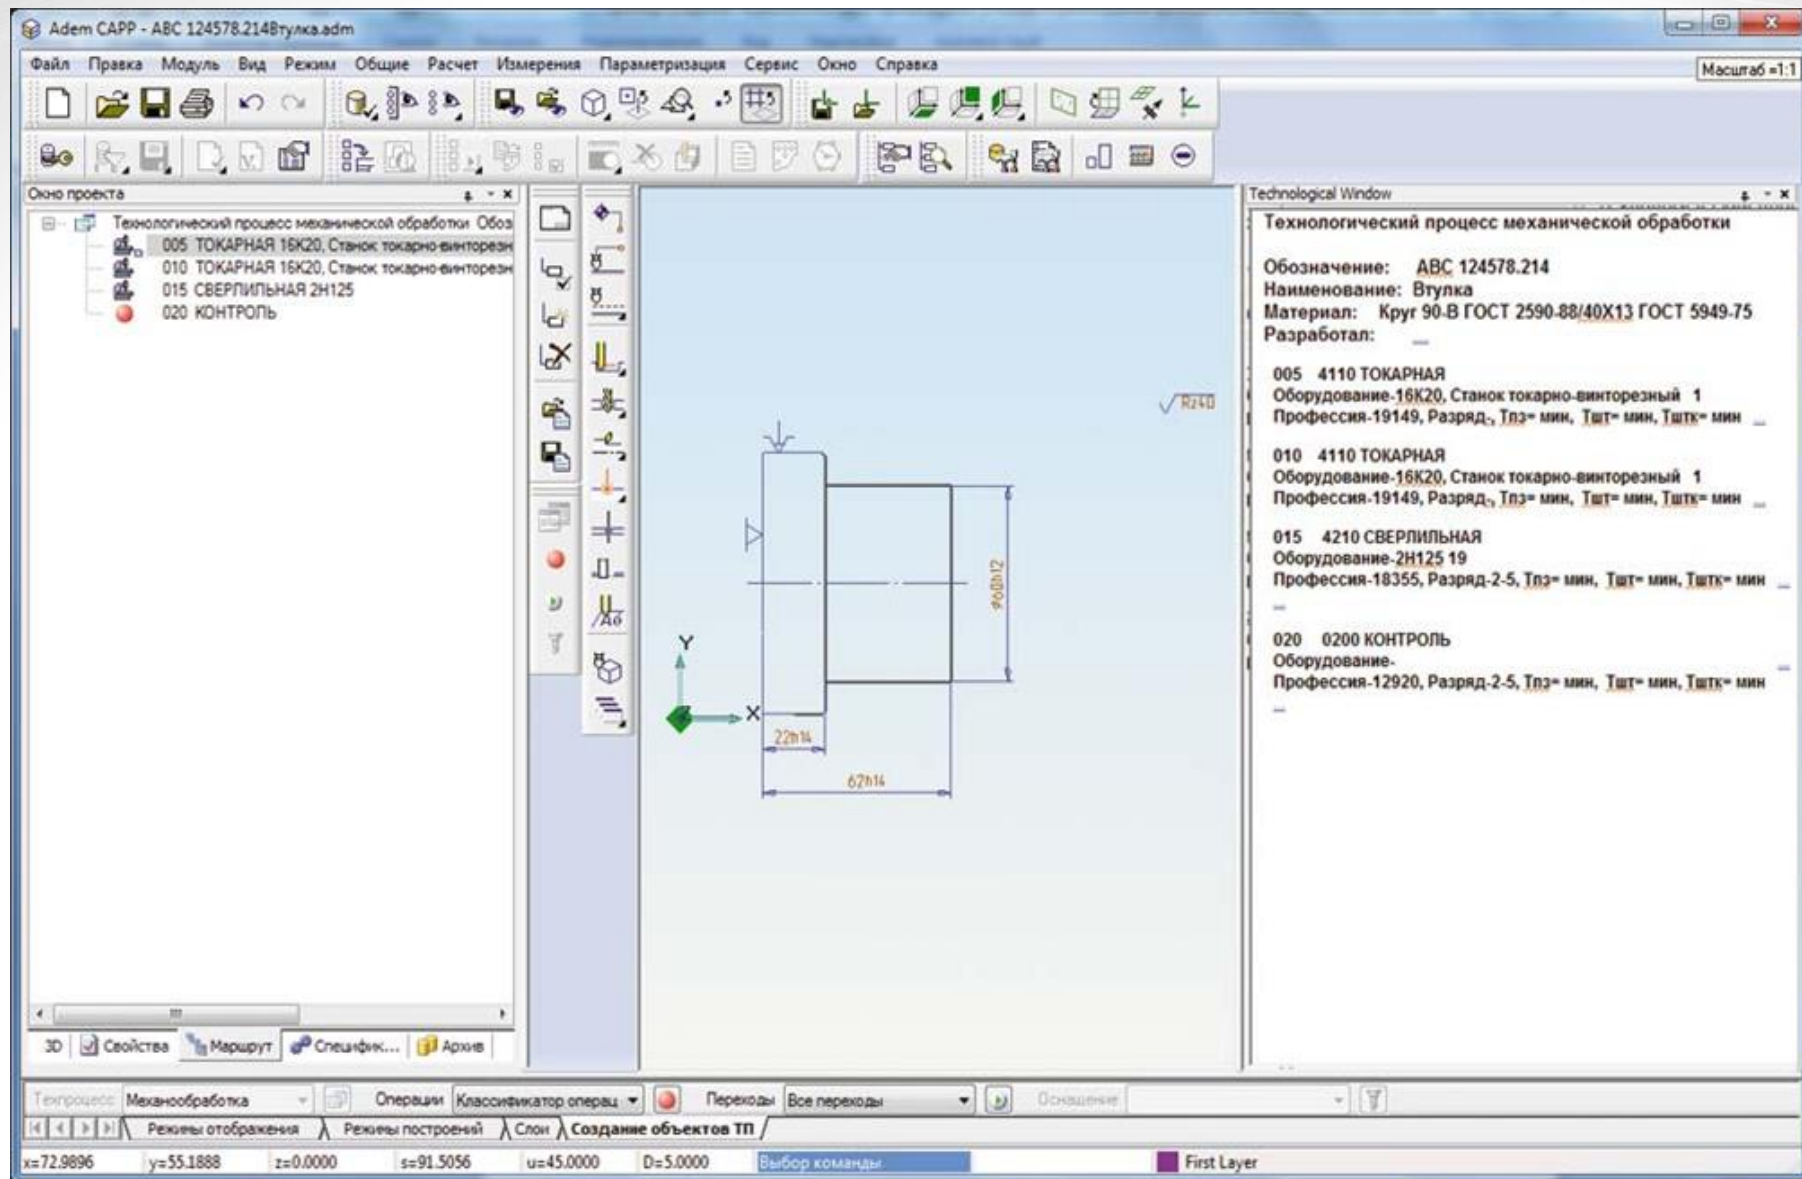 Adem CAPP - АВС 124578.214Втулка.adm
Файл Правка Модуль Вид Режим Общие Расчет Измерения Параметризация Сервис Окно Справка
Масштаб =1:1
Окно проекта
Технологический процесс механической обработки Обоз
005 ТОКАРНАЯ 16К20, Станок токарно-винторезн
010 ТОКАРНАЯ 16К20, Станок токарно-винторезн
015 СВЕРЛИЛЬНАЯ 2Н125
020 КОНТРОЛЬ
3D Свойства Маршрут Специфик... Архив
Rz40
Ø60h12
Y
X
22h14
62h14
Technological Window
Технологический процесс механической обработки
Обозначение: АВС 124578.214
Наименование: Втулка
Материал: Круг 90-В ГОСТ 2590-88/40Х13 ГОСТ 5949-75
Разработал: ...
005 4110 ТОКАРНАЯ
Оборудование-16К20, Станок токарно-винторезный 1
Профессия-19149, Разряд-, Тпз= мин, Тшт= мин, Тштк= мин ...
010 4110 ТОКАРНАЯ
Оборудование-16К20, Станок токарно-винторезный 1
Профессия-19149, Разряд-, Тпз= мин, Тшт= мин, Тштк= мин ...
015 4210 СВЕРЛИЛЬНАЯ
Оборудование-2Н125 19
Профессия-18355, Разряд-2-5, Тпз= мин, Тшт= мин, Тштк= мин ...
...
020 0200 КОНТРОЛЬ
Оборудование- ...
Профессия-12920, Разряд-2-5, Тпз= мин, Тшт= мин, Тштк= мин
...
Техпроцесс Механообработка Операции Классификатор операц Переходы Все переходы Оснащение
Режимы отображения Режимы построений Слои Создание объектов ТП
x=72.9896 y=55.1888 z=0.0000 s=91.5056 u=45.0000 D=5.0000 Выбор команды First Layer